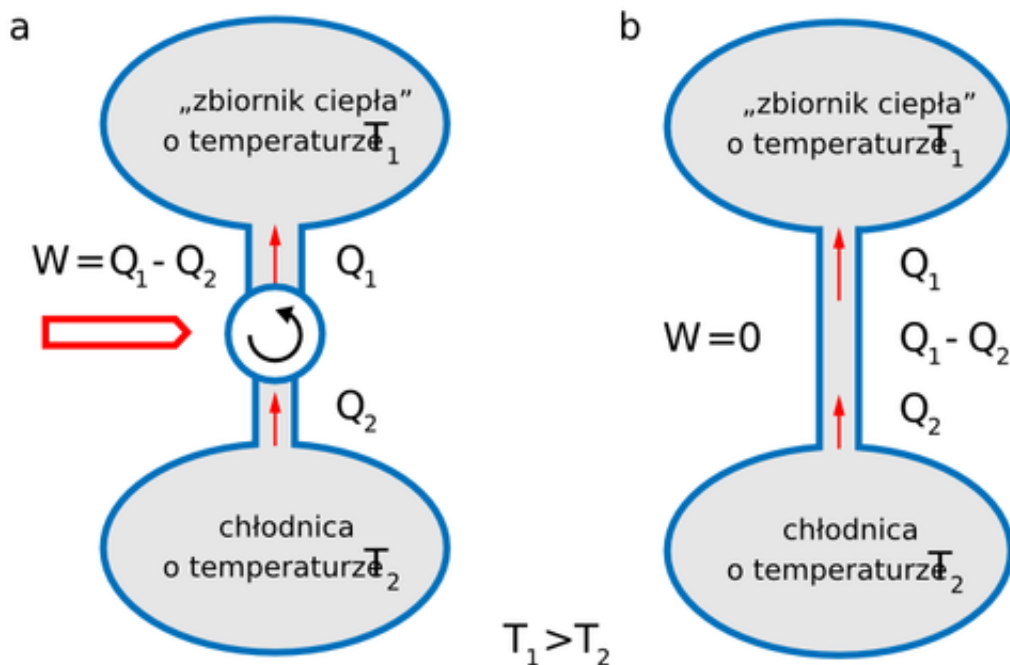 a
„zbiornik ciepła”
o temperaturze T₁
W=Q₁-Q₂
Q₁
Q₂
chłodnica
o temperaturze T₂
b
„zbiornik ciepła”
o temperaturze T₁
Q₁
W=0
Q₁-Q₂
Q₂
chłodnica
o temperaturze T₂
T₁>T₂